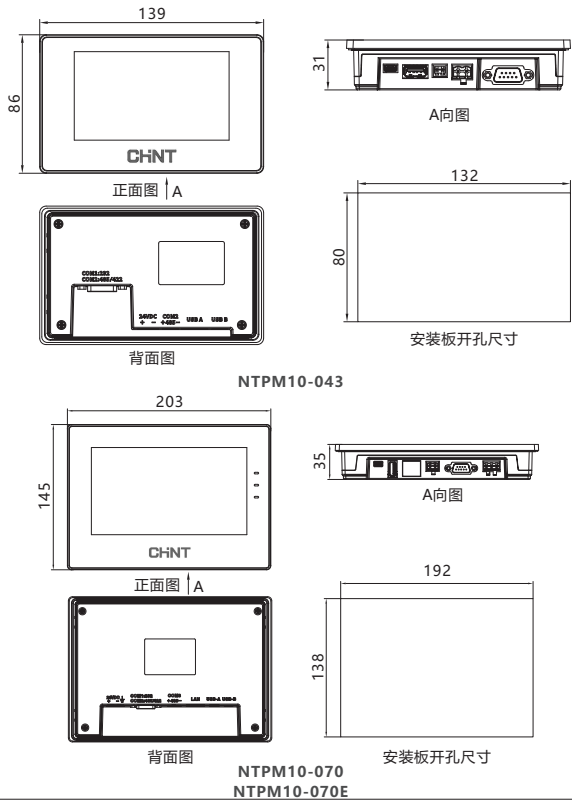 139
86
CHNT
正面图 A
31
A向图
132
80
安装板开孔尺寸
COM1:232
COM2:485/422
24VDC COM2 USB A USB B
+ - +485-
背面图
NTPM10-043
203
145
CHNT
正面图 A
35
A向图
192
138
安装板开孔尺寸
LAN USB-A USB-B
背面图
NTPM10-070
NTPM10-070E